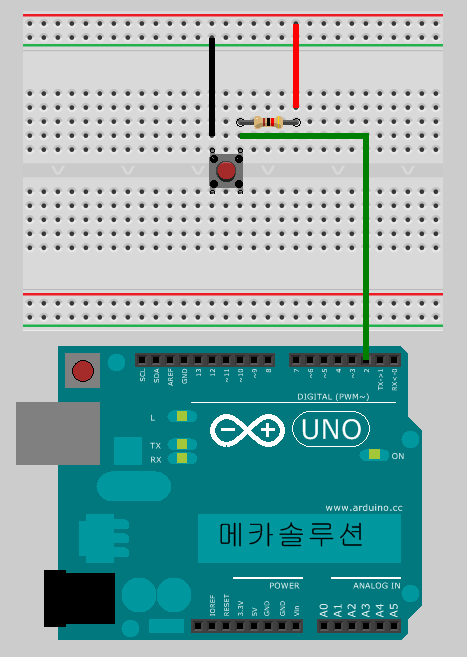 SCL SDA AREF GND 13 12 ~11 ~10 ~9 8 7 ~6 ~5 ~4 ~3 2 TX->1 RX<-0
DIGITAL (PWM~)
L
UNO
TX
RX
ON
www.arduino.cc
메카솔루션
POWER ANALOG IN
IOREF RESET 3.3V 5V GND GND Vin A0 A1 A2 A3 A4 A5